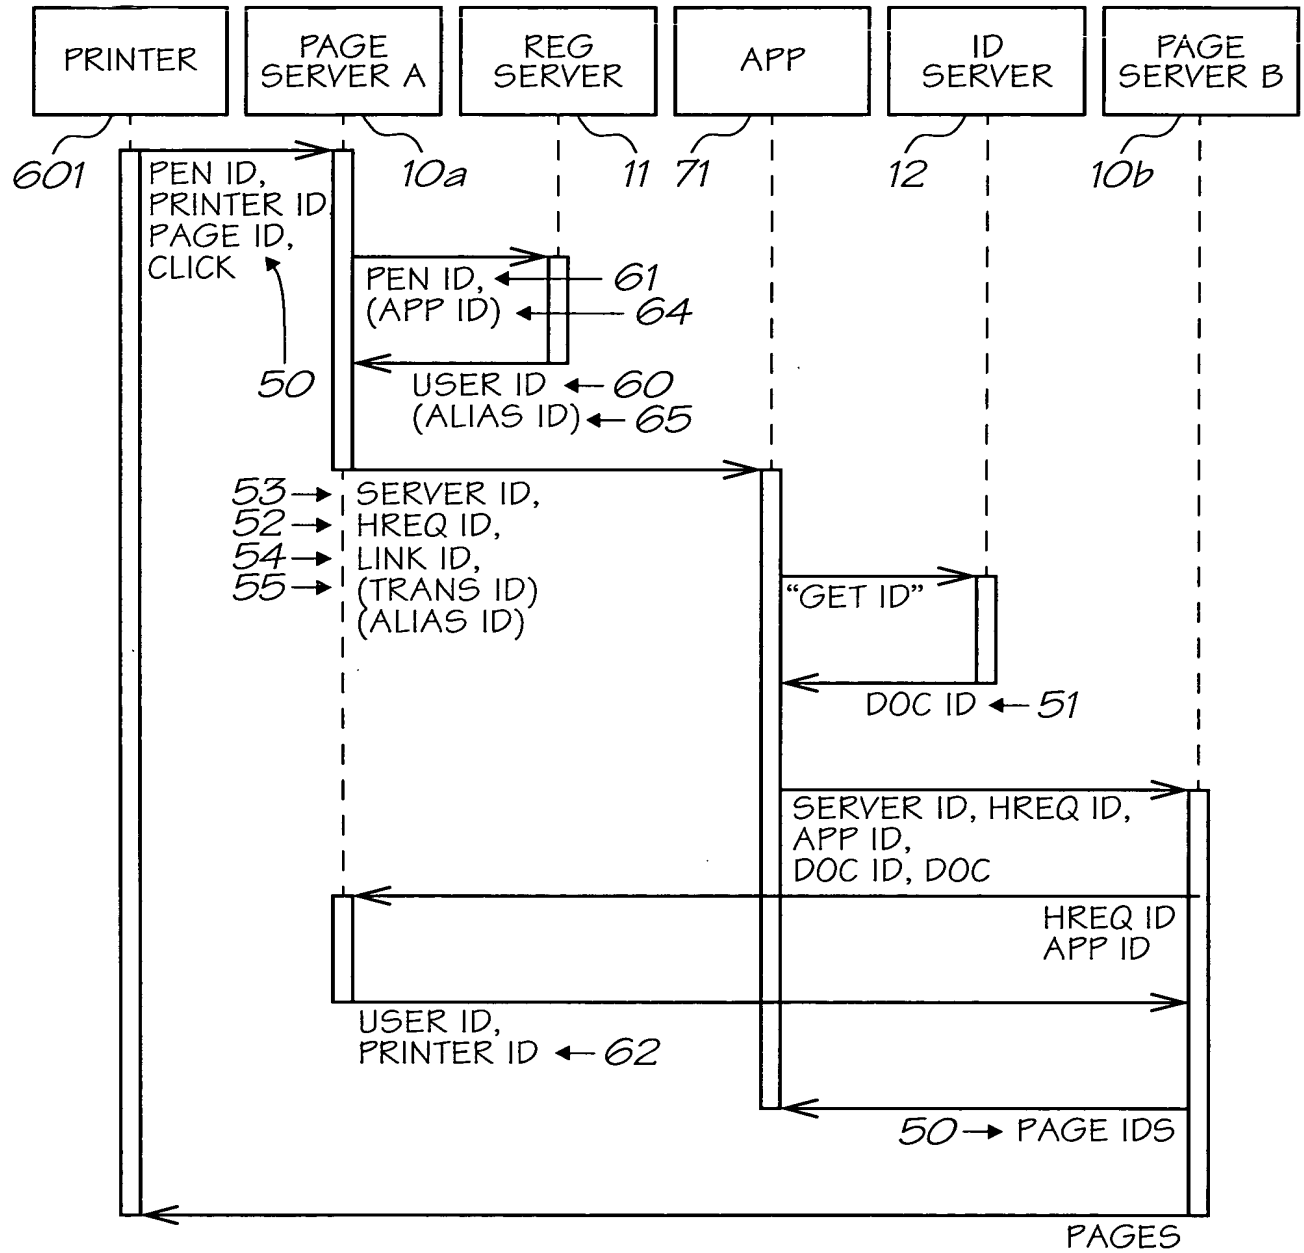 PRINTER
PAGE
SERVER A
REG
SERVER
APP
ID
SERVER
PAGE
SERVER B
601
10a
11
71
12
10b
PEN ID,
PRINTER ID
PAGE ID,
CLICK
50
PEN ID,
61
(APP ID)
64
USER ID
60
(ALIAS ID)
65
53
SERVER ID,
52
HREQ ID,
54
LINK ID,
55
(TRANS ID)
(ALIAS ID)
"GET ID"
DOC ID
51
SERVER ID, HREQ ID,
APP ID,
DOC ID, DOC
HREQ ID
APP ID
USER ID,
PRINTER ID
62
50
PAGE IDS
PAGES